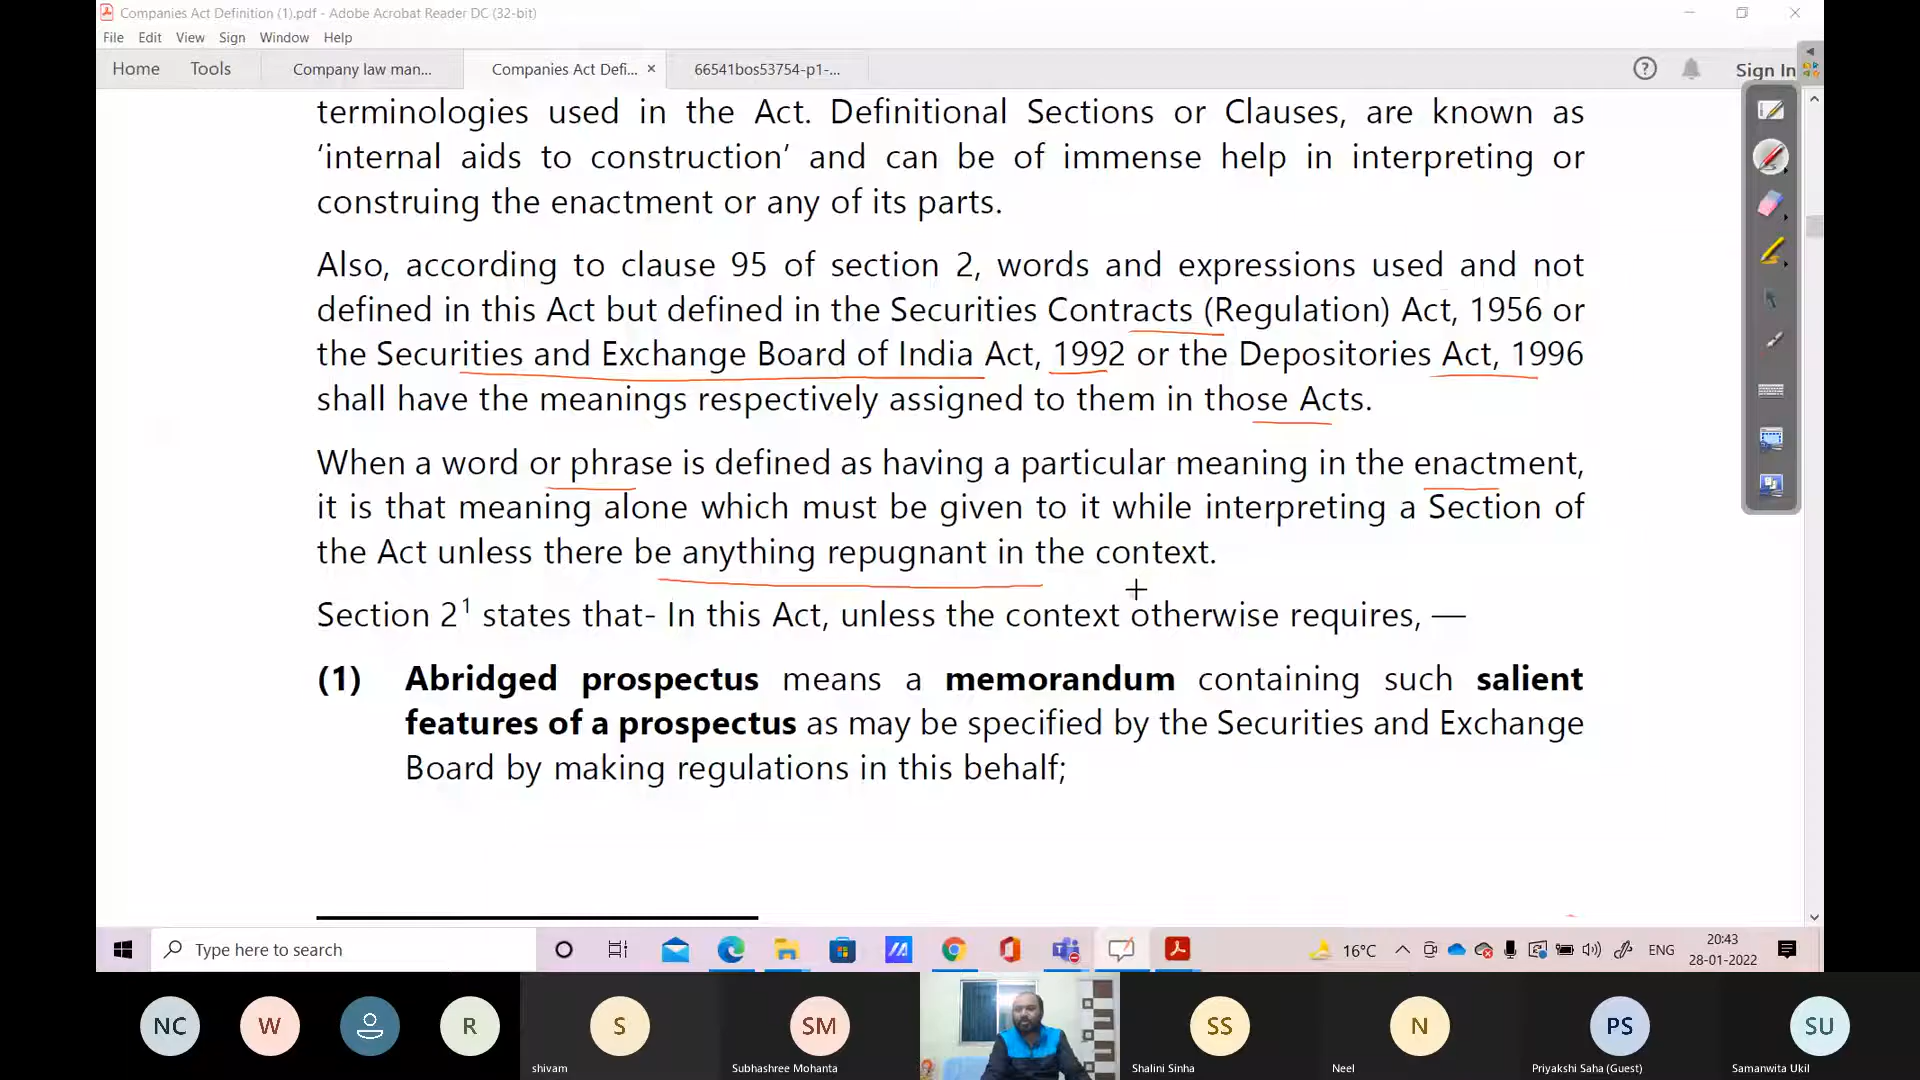 Companies Act Definition (1).pdf - Adobe Acrobat Reader DC (32-bit)
File Edit View Sign Window Help
Home Tools Company law man... Companies Act Defi... × 66541bos53754-p1-... Sign In
terminologies used in the Act. Definitional Sections or Clauses, are known as
‘internal aids to construction’ and can be of immense help in interpreting or
construing the enactment or any of its parts.
Also, according to clause 95 of section 2, words and expressions used and not
defined in this Act but defined in the Securities Contracts (Regulation) Act, 1956 or
the Securities and Exchange Board of India Act, 1992 or the Depositories Act, 1996
shall have the meanings respectively assigned to them in those Acts.
When a word or phrase is defined as having a particular meaning in the enactment,
it is that meaning alone which must be given to it while interpreting a Section of
the Act unless there be anything repugnant in the context.
Section 2¹ states that- In this Act, unless the context otherwise requires, —
(1) Abridged prospectus means a memorandum containing such salient
features of a prospectus as may be specified by the Securities and Exchange
Board by making regulations in this behalf;
Type here to search 16°C ENG 20:43
28-01-2022
NC W R S SM SS N PS SU
shivam Subhashree Mohanta Shalini Sinha Neel Priyakshi Saha (Guest) Samanwita Ukil